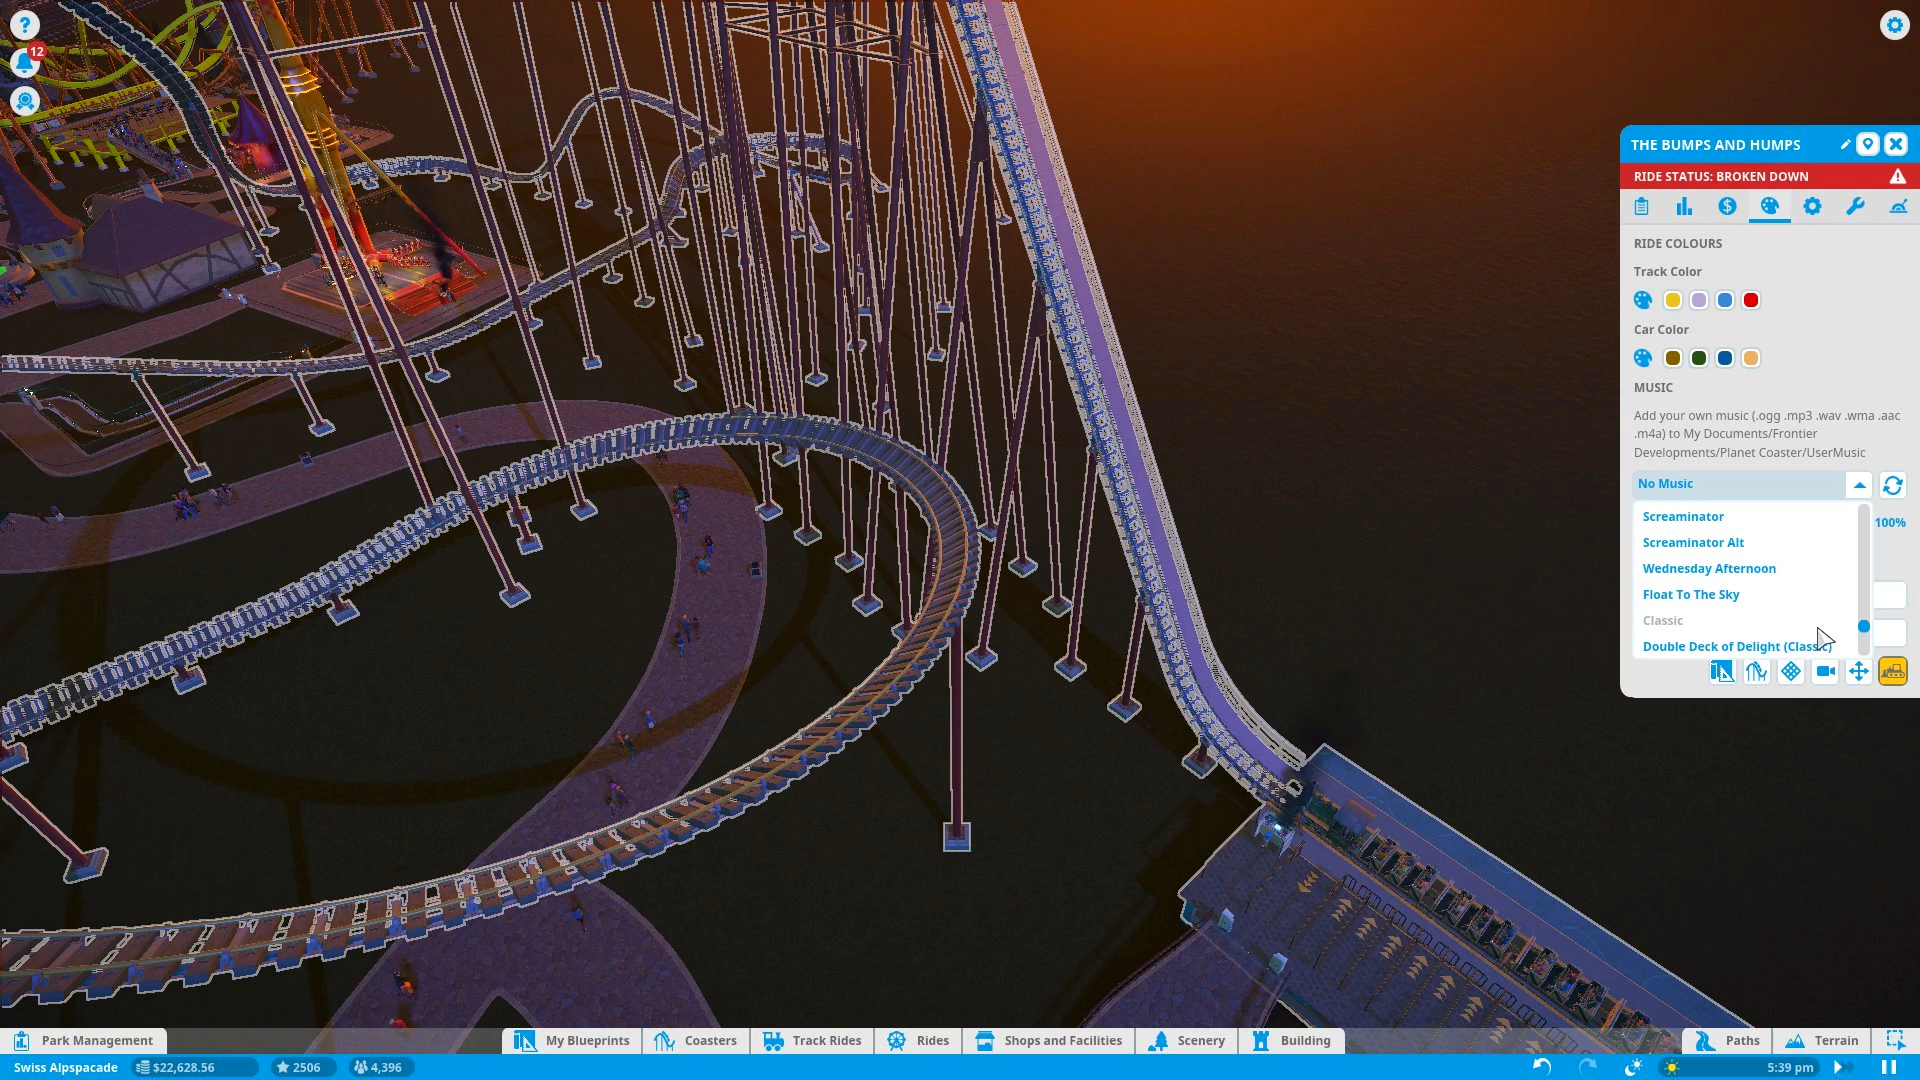 ?
12
THE BUMPS AND HUMPS
RIDE STATUS: BROKEN DOWN
RIDE COLOURS
Track Color
Car Color
MUSIC
Add your own music (.ogg .mp3 .wav .wma .aac
.m4a) to My Documents/Frontier
Developments/Planet Coaster/UserMusic
No Music
100%
Screaminator
Screaminator Alt
Wednesday Afternoon
Float To The Sky
Classic
Double Deck of Delight (Classic)
Park Management
My Blueprints
Coasters
Track Rides
Rides
Shops and Facilities
Scenery
Building
Paths
Terrain
Swiss Alpspacade
$22,628.56
2506
4,396
5:39 pm